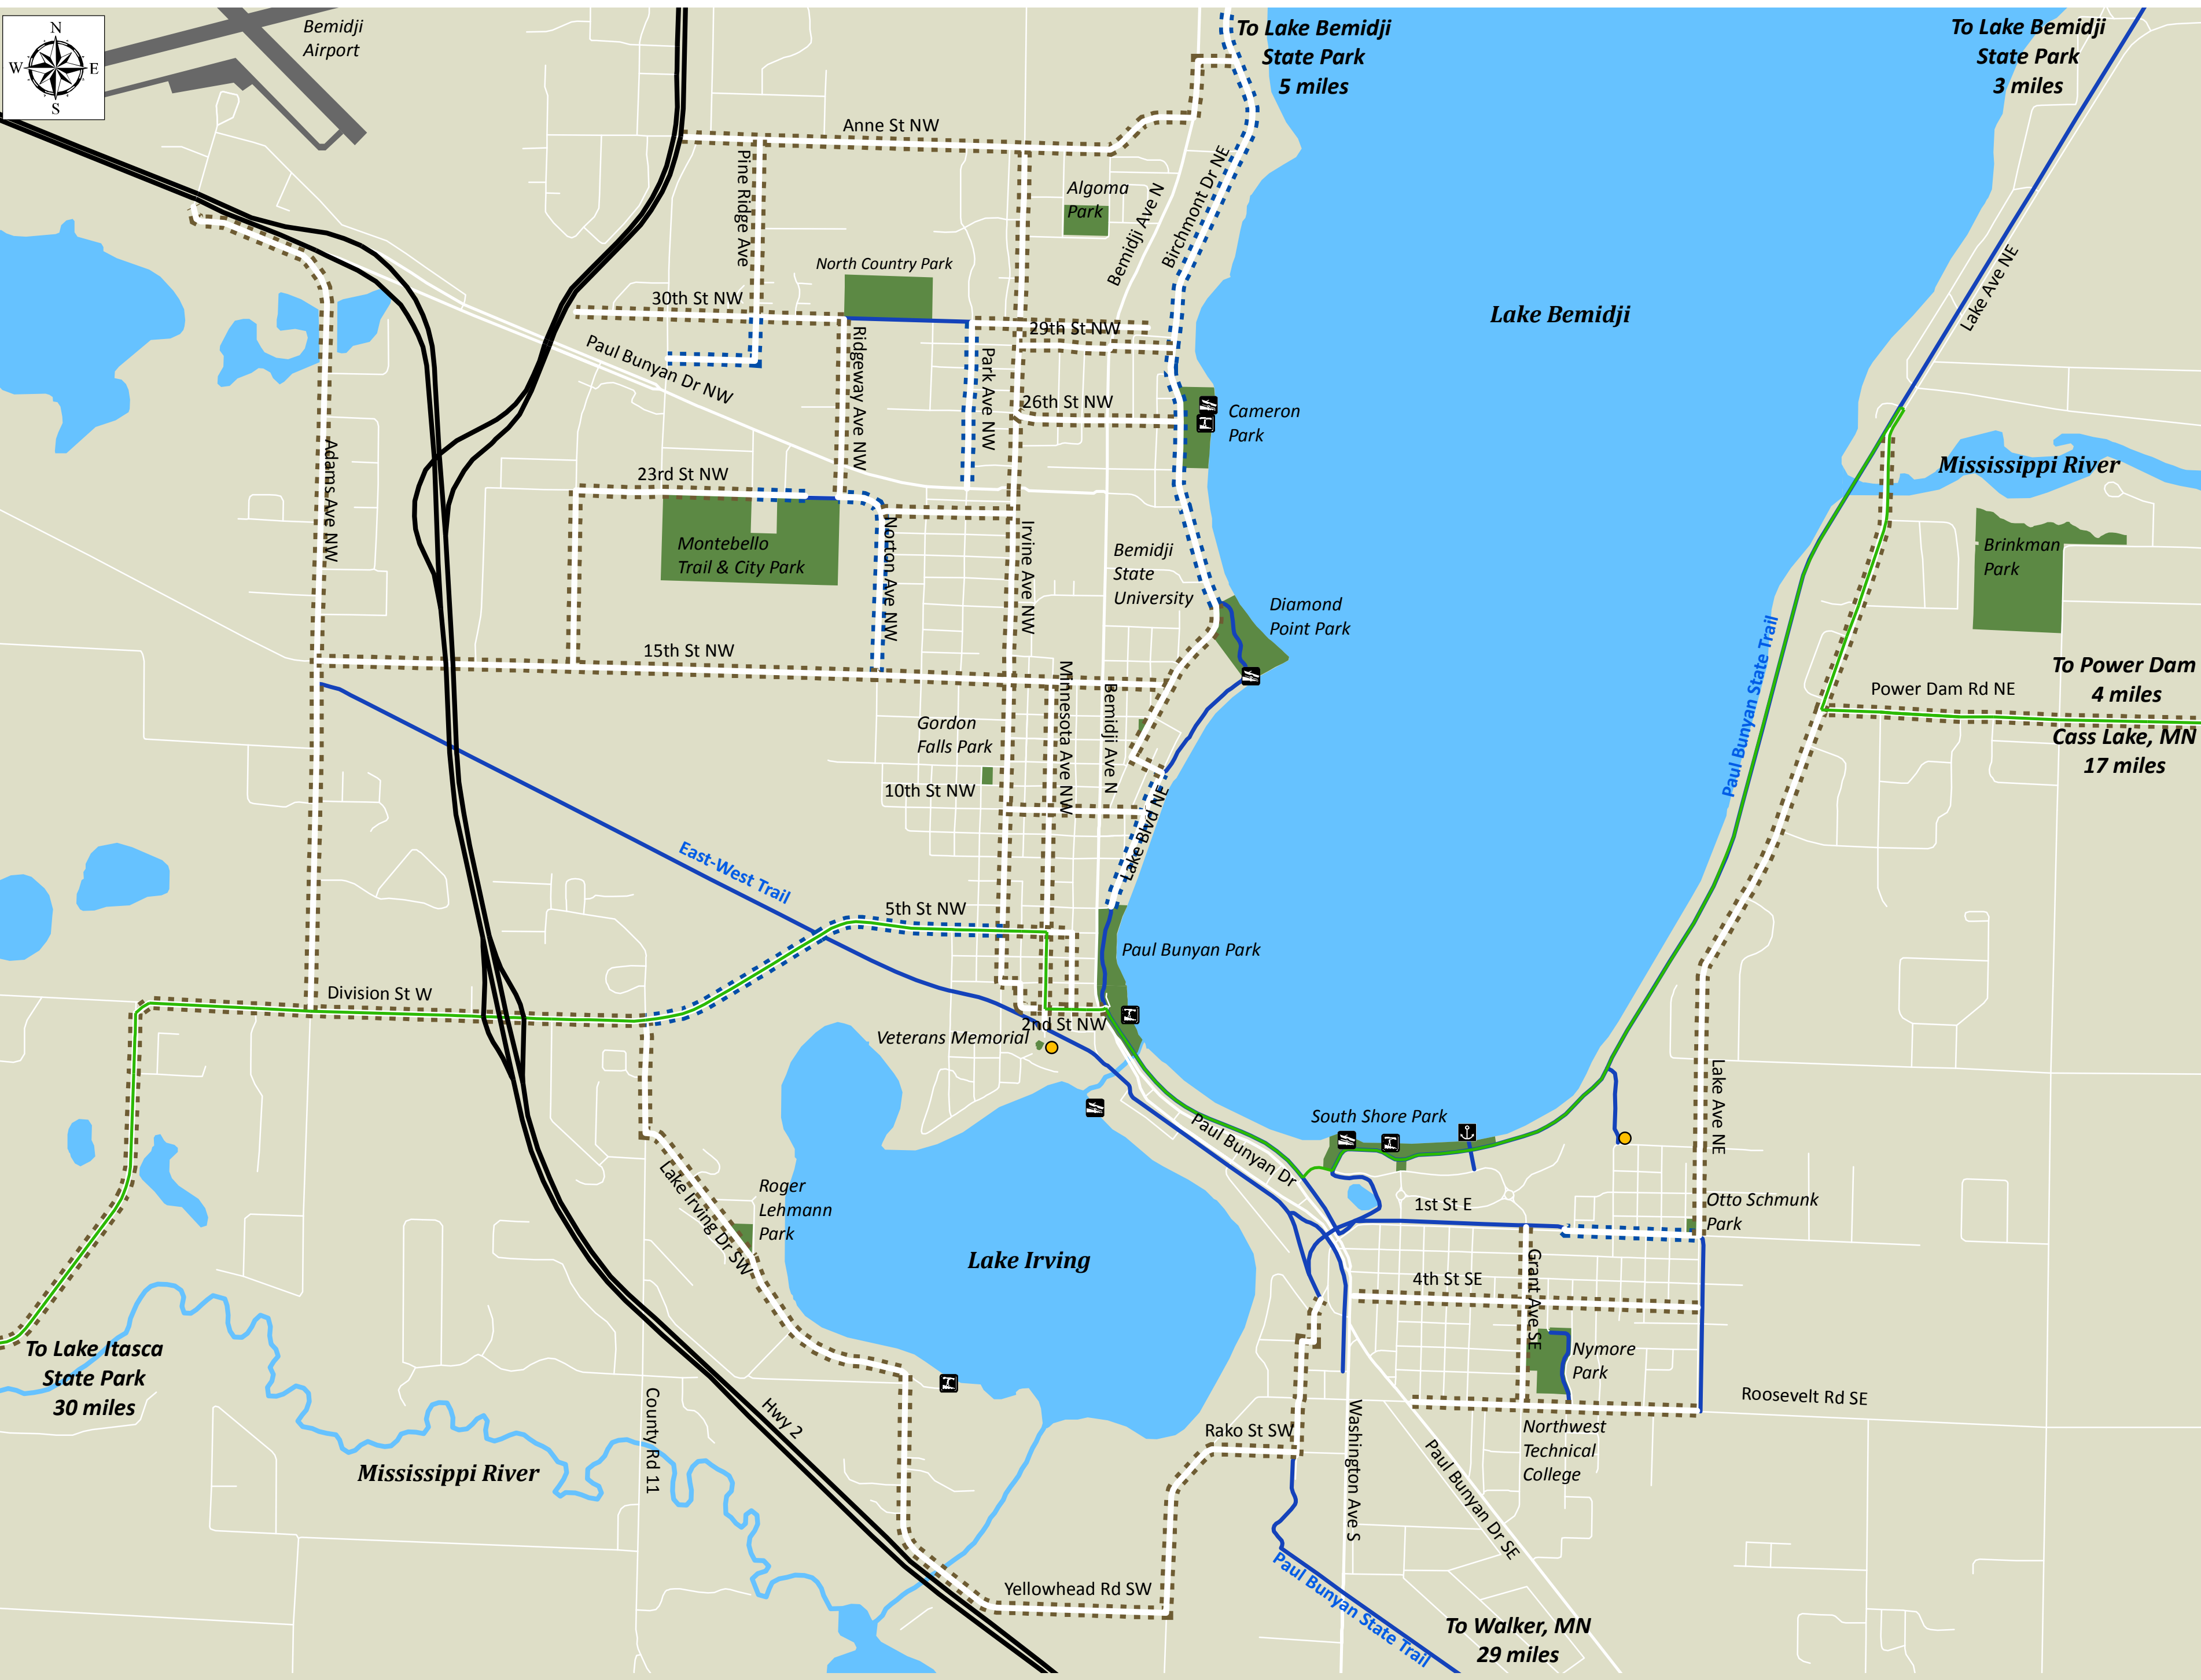 N
W
E
S
Bemidji
Airport
To Lake Bemidji
State Park
5 miles
To Lake Bemidji
State Park
3 miles
Anne St NW
Pine Ridge Ave
Algoma
Park
Bemidji Ave N
Birchmont Dr NE
North Country Park
30th St NW
29th St NW
Paul Bunyan Dr NW
Ridgeway Ave NW
Park Ave NW
26th St NW
Cameron
Park
Lake Bemidji
Lake Ave NE
Mississippi River
Adams Ave NW
23rd St NW
Montebello
Trail & City Park
Norton Ave NW
Irvine Ave NW
Bemidji
State
University
Diamond
Point Park
Brinkman
Park
15th St NW
Minnesota Ave NW
Bemidji Ave N
Paul Bunyan State Trail
Power Dam Rd NE
To Power Dam
4 miles
Cass Lake, MN
17 miles
Gordon
Falls Park
10th St NW
Lake Blvd NE
East-West Trail
5th St NW
Paul Bunyan Park
Division St W
2nd St NW
Veterans Memorial
South Shore Park
Paul Bunyan Dr
Lake Ave NE
Lake Irving Dr SW
Roger
Lehmann
Park
1st St E
Otto Schmunk
Park
Lake Irving
4th St SE
Grant Ave SE
Nymore
Park
To Lake Itasca
State Park
30 miles
County Rd 11
Hwy 2
Roosevelt Rd SE
Rako St SW
Washington Ave S
Northwest
Technical
College
Paul Bunyan Dr SE
Mississippi River
Yellowhead Rd SW
Paul Bunyan State Trail
To Walker, MN
29 miles